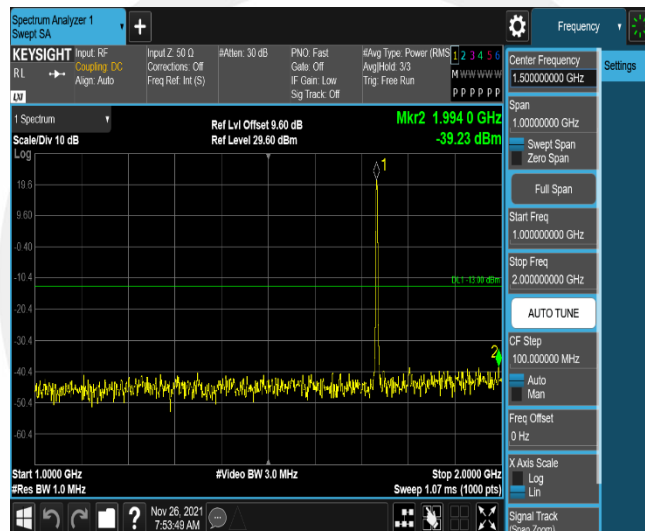 Spectrum Analyzer 1
Swept SA
+
Frequency
KEYSIGHT
RL
LXI
Input: RF
Coupling: DC
Align: Auto
Input Z: 50 Ω
Corrections: Off
Freq Ref: Int (S)
#Atten: 30 dB
PNO: Fast
Gate: Off
IF Gain: Low
Sig Track: Off
#Avg Type: Power (RMS
Avg|Hold: 3/3
Trig: Free Run
1 2 3 4 5 6
M W W W W W
P P P P P P
Settings
1 Spectrum
Scale/Div 10 dB
Log
Ref Lvl Offset 9.60 dB
Ref Level 29.60 dBm
Mkr2 1.994 0 GHz
-39.23 dBm
1
19.6
9.60
-0.40
-10.4
DL1 -13.00 dBm
-20.4
-30.4
2
-40.4
-50.4
-60.4
Start 1.0000 GHz
#Video BW 3.0 MHz
Stop 2.0000 GHz
#Res BW 1.0 MHz
Sweep 1.07 ms (1000 pts)
?
Nov 26, 2021
7:53:49 AM
Center Frequency
1.500000000 GHz
Span
1.00000000 GHz
Swept Span
Zero Span
Full Span
Start Freq
1.000000000 GHz
Stop Freq
2.000000000 GHz
AUTO TUNE
CF Step
100.000000 MHz
Auto
Man
Freq Offset
0 Hz
X Axis Scale
Log
Lin
Signal Track
(Span Zoom)